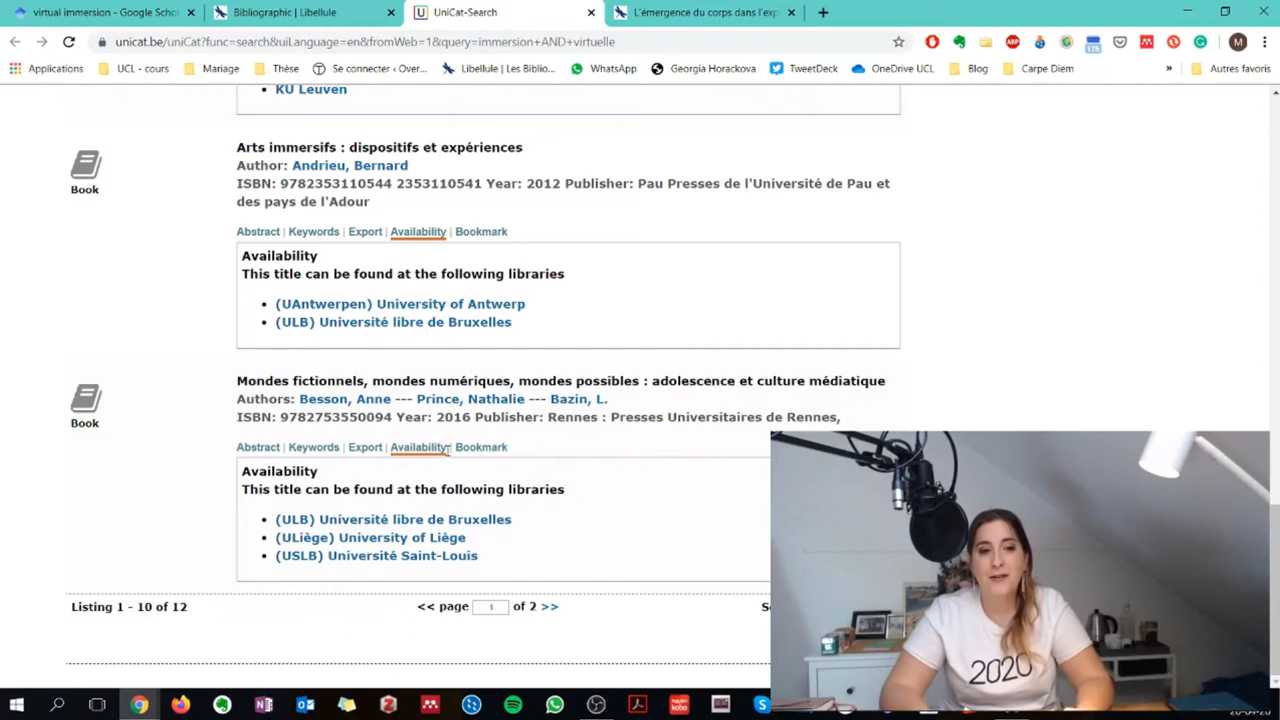 virtual immersion - Google Schol
Bibliographic | Libellule
UniCat-Search
L'émergence du corps dans l'exp
unicat.be/uniCat?func=search&uiLanguage=en&fromWeb=1&query=immersion+AND+virtuelle
17h
M
Applications
UCL - cours
Mariage
Thèse
Se connecter ‹ Over...
Libellule | Les Biblio...
WhatsApp
Georgia Horackova
TweetDeck
OneDrive UCL
Blog
Carpe Diem
»
Autres favoris
• KU Leuven
Arts immersifs : dispositifs et expériences
Author: Andrieu, Bernard
Book
ISBN: 9782353110544 2353110541 Year: 2012 Publisher: Pau Presses de l'Université de Pau et
des pays de l'Adour
Abstract | Keywords | Export | Availability | Bookmark
Availability
This title can be found at the following libraries
• (UAntwerpen) University of Antwerp
• (ULB) Université libre de Bruxelles
Mondes fictionnels, mondes numériques, mondes possibles : adolescence et culture médiatique
Authors: Besson, Anne --- Prince, Nathalie --- Bazin, L.
Book
ISBN: 9782753550094 Year: 2016 Publisher: Rennes : Presses Universitaires de Rennes,
Abstract | Keywords | Export | Availability | Bookmark
Availability
This title can be found at the following libraries
• (ULB) Université libre de Bruxelles
• (ULiège) University of Liège
• (USLB) Université Saint-Louis
Listing 1 - 10 of 12
<< page 1 of 2 >>
2020